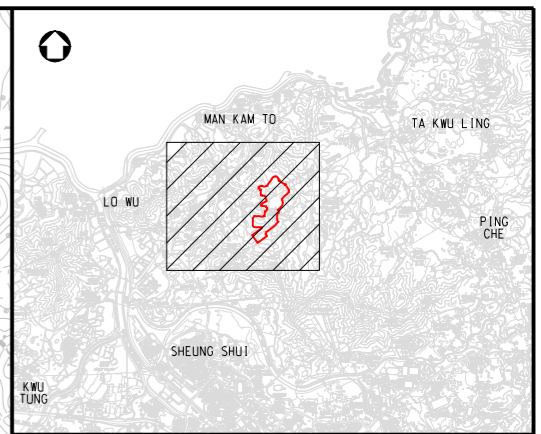 MAN KAM TO
TA KWU LING
LO WU
PING
CHE
SHEUNG SHUI
KWU
TUNG